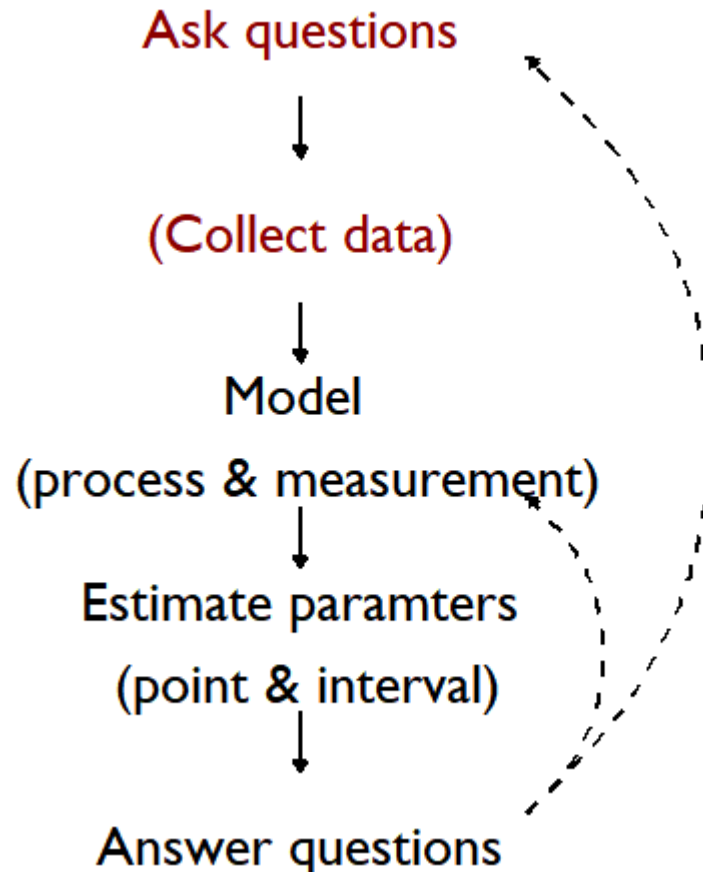 Ask questions
(Collect data)
Model
(process & measurement)
Estimate paramters
(point & interval)
Answer questions